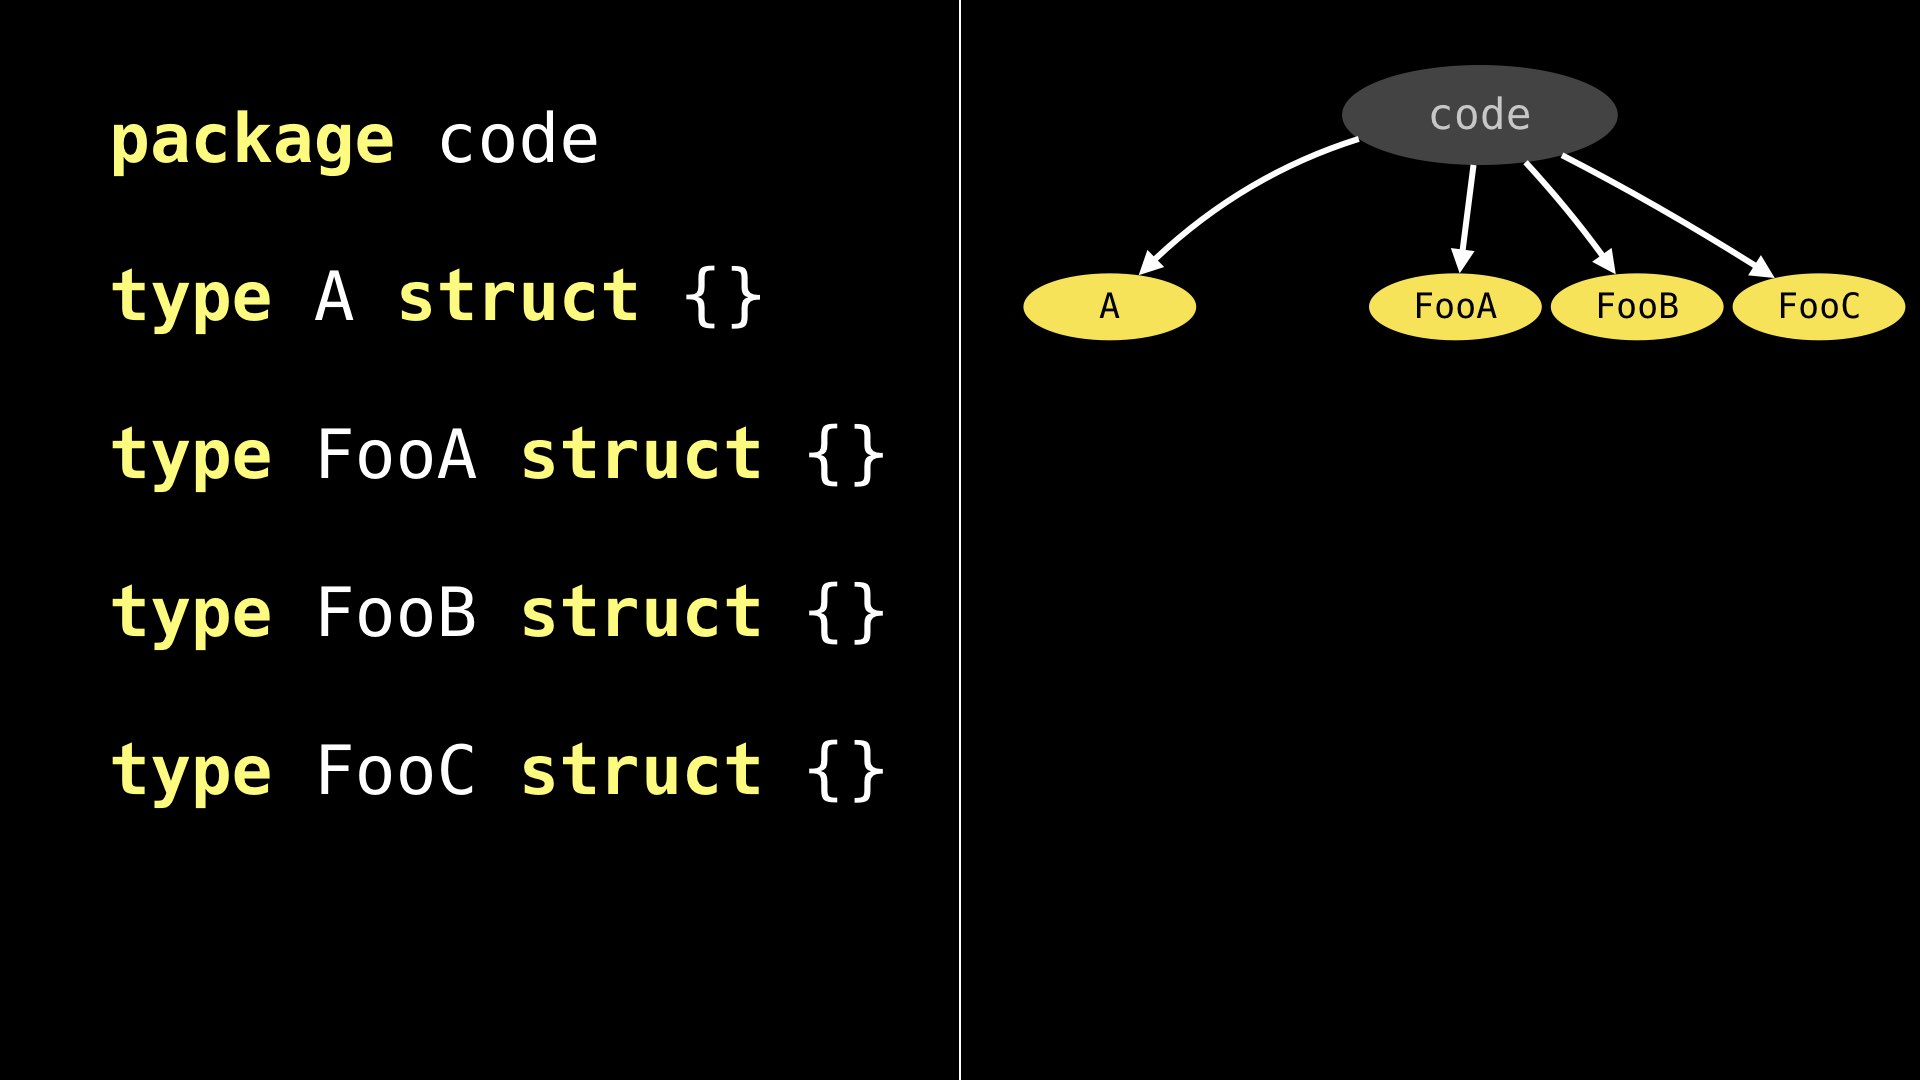 package code
type A struct {}
type FooA struct {}
type FooB struct {}
type FooC struct {}
code
A FooA FooB FooC